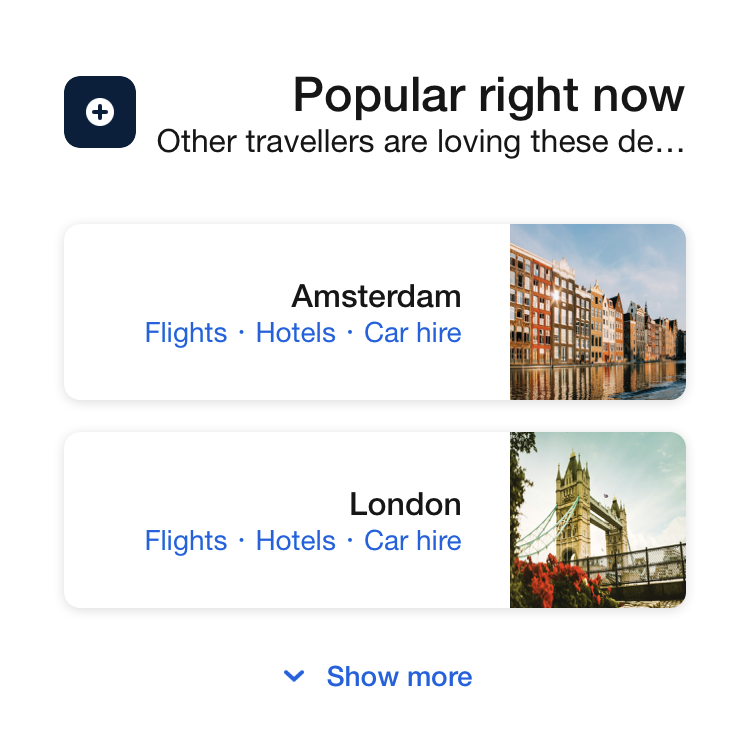 Popular right now
Other travellers are loving these de…
Amsterdam
Flights · Hotels · Car hire
London
Flights · Hotels · Car hire
Show more